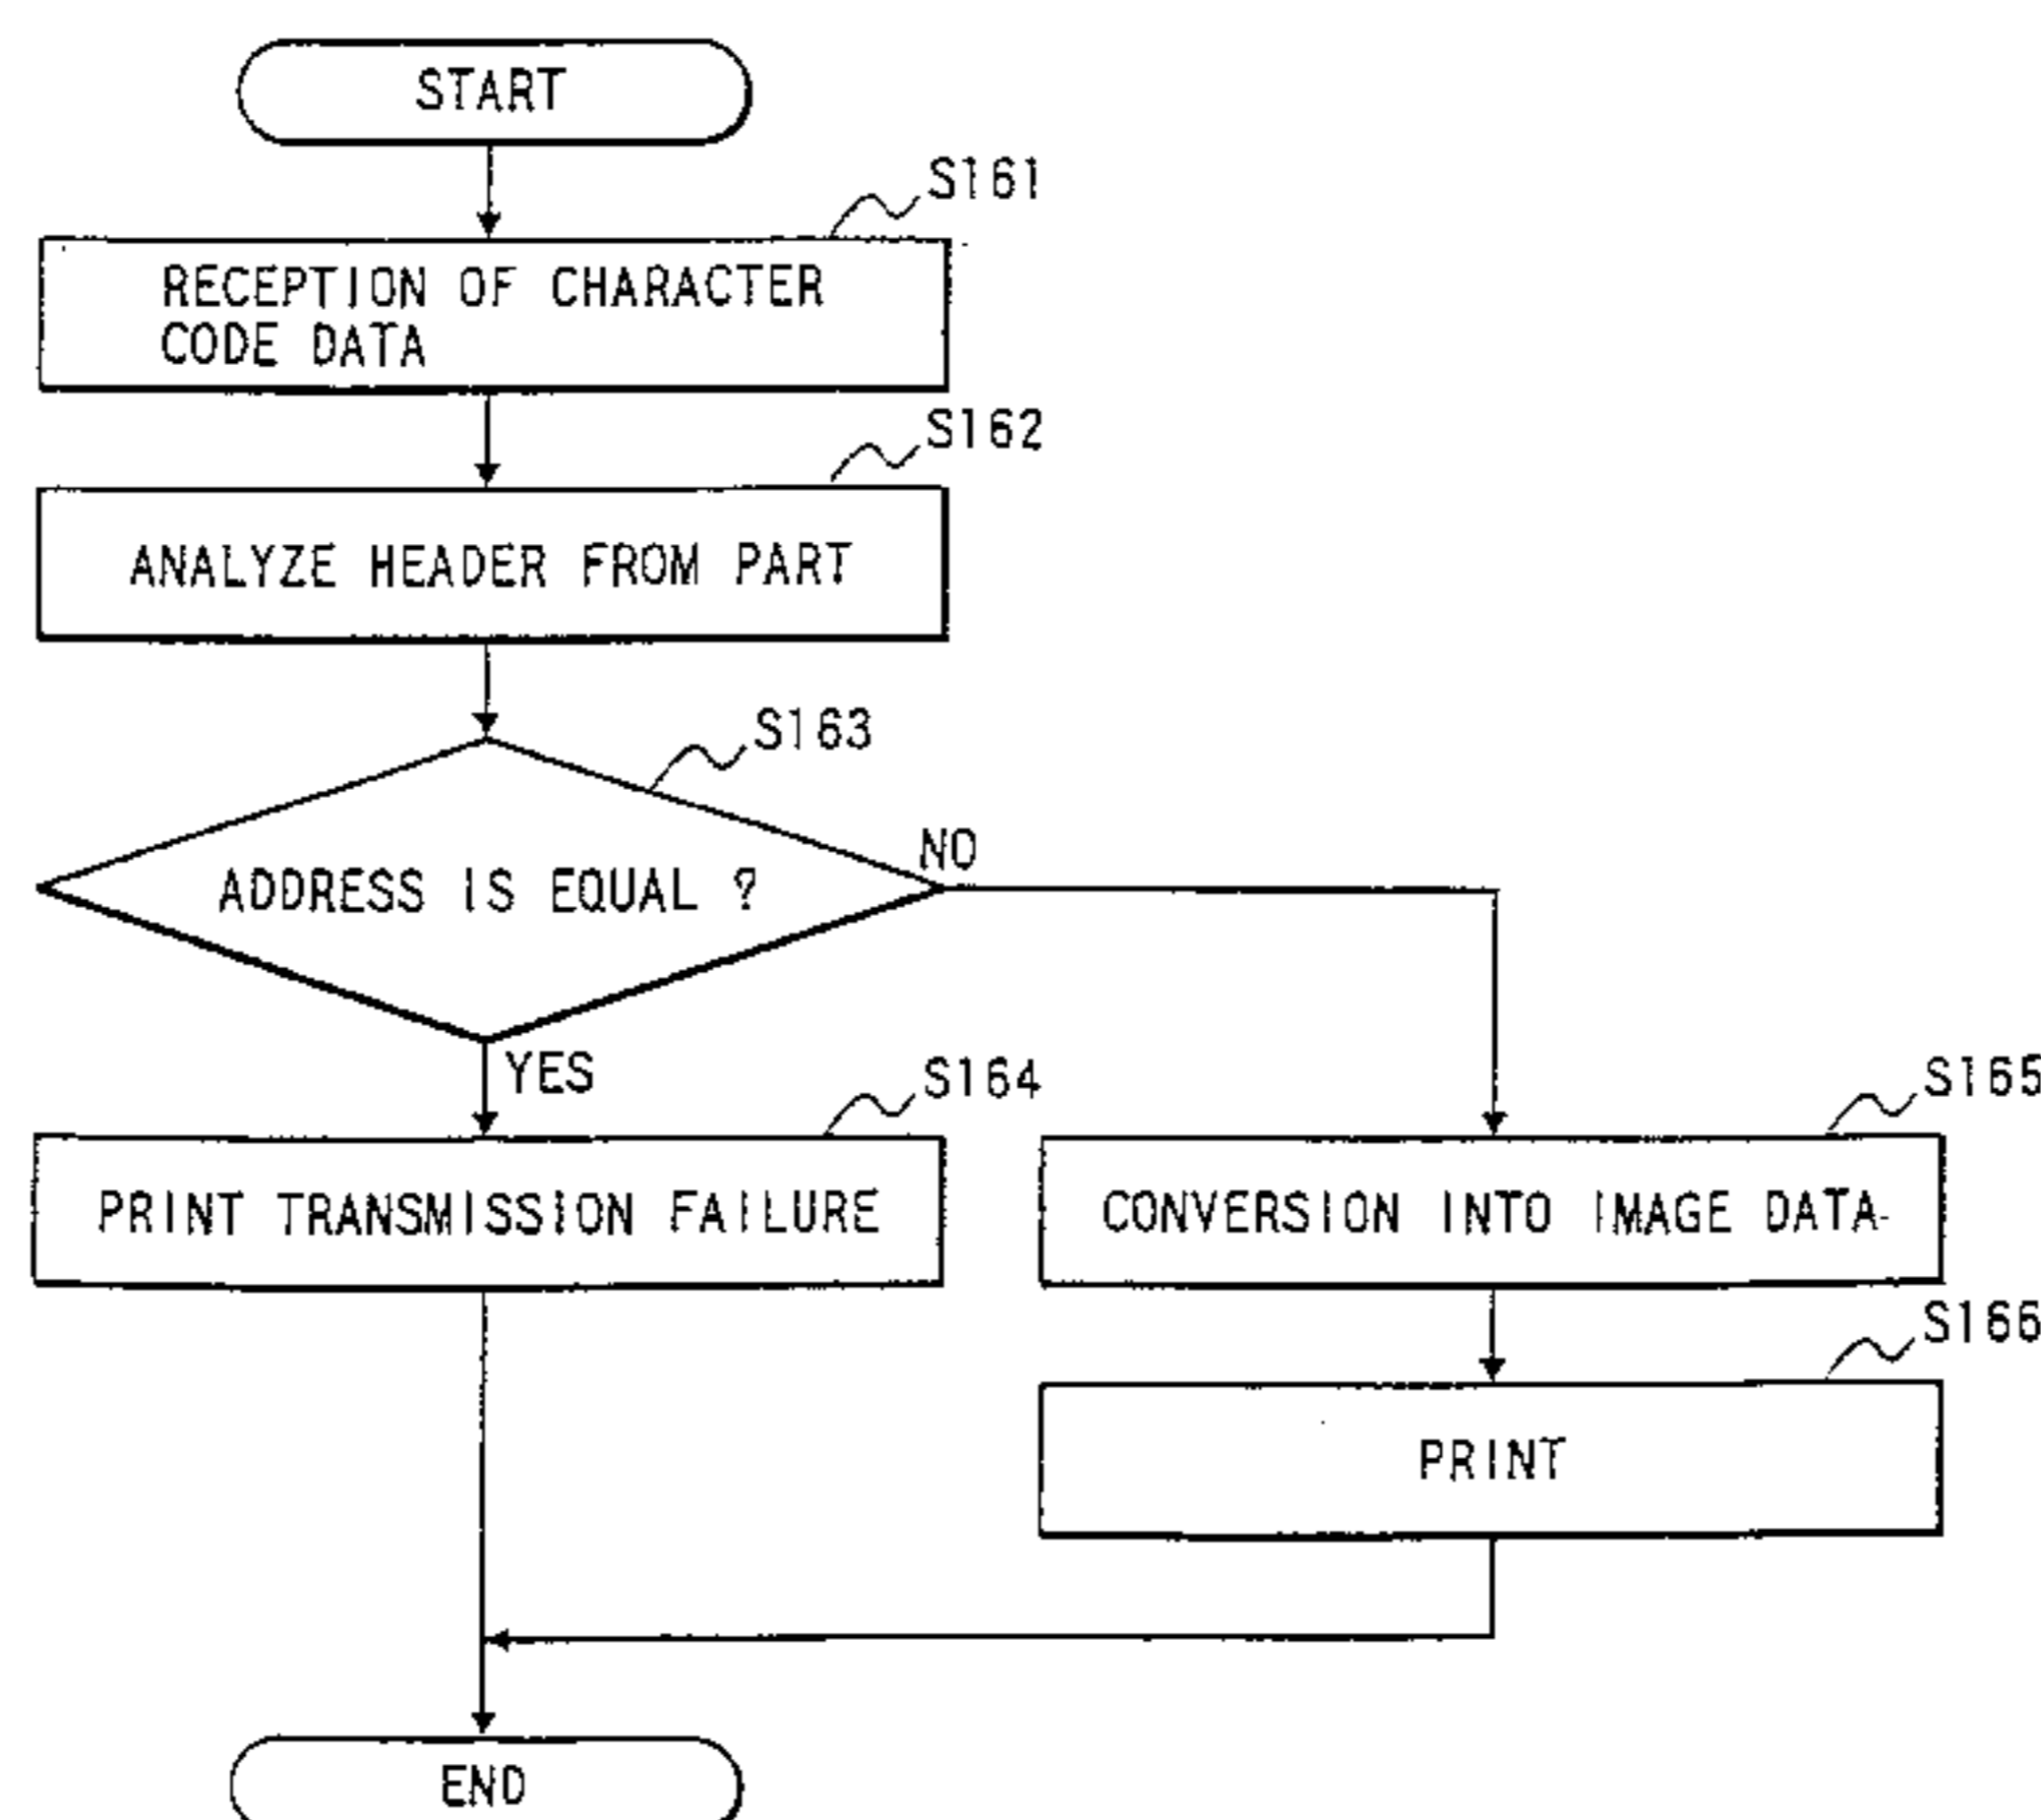 START
S161
RECEPTION OF CHARACTER
CODE DATA
S162
ANALYZE HEADER FROM PART
S163
ADDRESS IS EQUAL ?
NO
YES
S164
S165
PRINT TRANSMISSION FAILURE
CONVERSION INTO IMAGE DATA
S166
PRINT
END